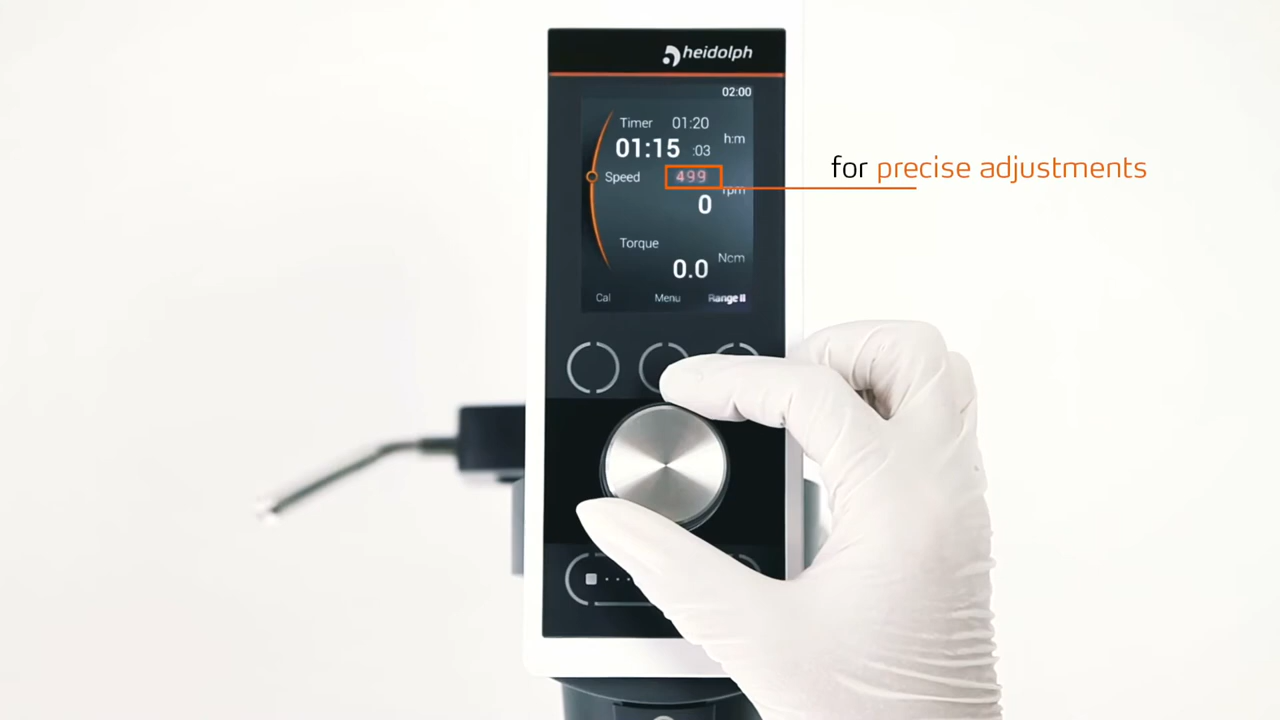 heidolph
02:00
Timer 01:20
01:15 :03 h:m
Speed 499
rpm
0
Torque
Ncm
0.0
Cal Menu Range II
for precise adjustments